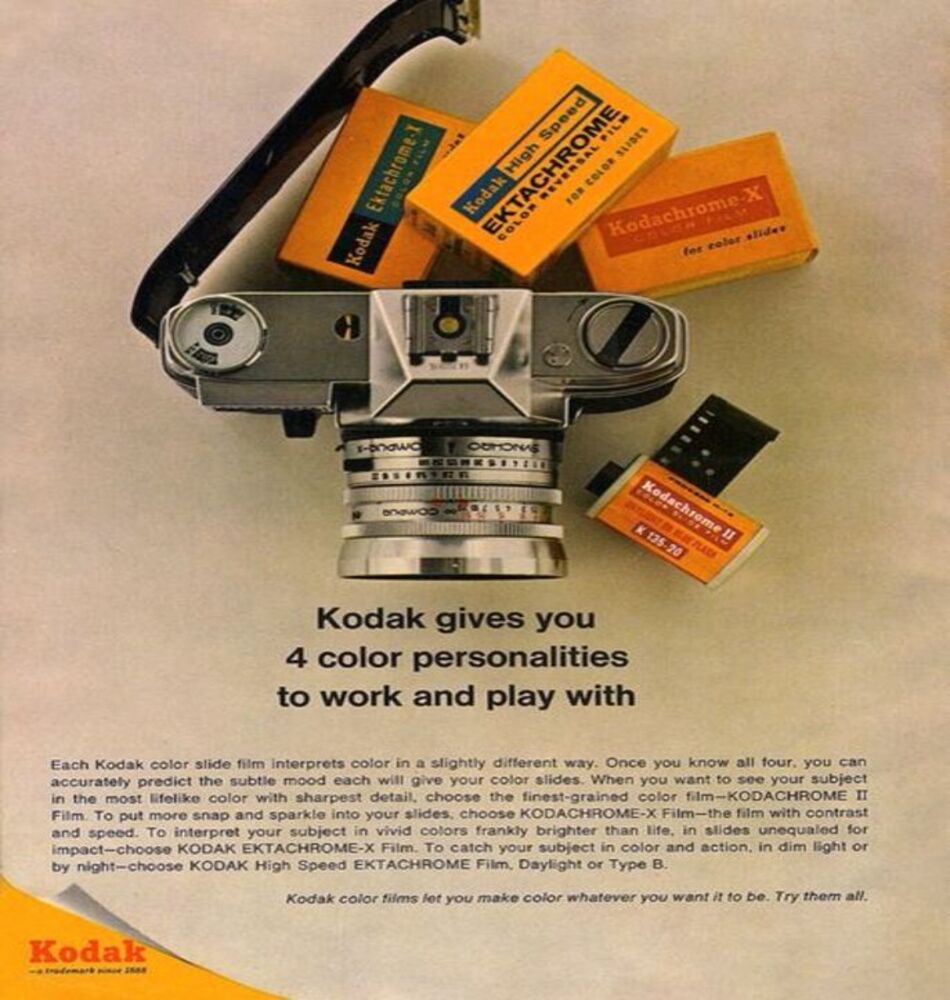 Kodak Ektachrome-X
COLOR FILM
Kodak High Speed
EKTACHROME
COLOR REVERSAL FILM
FOR COLOR SLIDES
Kodachrome-X
COLOR FILM
for color slides
SYNCHRO COMPUR-X
COMPUR
Kodachrome II
COLOR SLIDE FILM
K 135-20
Kodak gives you
4 color personalities
to work and play with
Each Kodak color slide film interprets color in a slightly different way. Once you know all four, you can
accurately predict the subtle mood each will give your color slides. When you want to see your subject
in the most lifelike color with sharpest detail, choose the finest-grained color film—KODACHROME II
Film. To put more snap and sparkle into your slides, choose KODACHROME-X Film—the film with contrast
and speed. To interpret your subject in vivid colors frankly brighter than life, in slides unequaled for
impact—choose KODAK EKTACHROME-X Film. To catch your subject in color and action, in dim light or
by night—choose KODAK High Speed EKTACHROME Film, Daylight or Type B.
Kodak color films let you make color whatever you want it to be. Try them all.
Kodak
—a trademark since 1888